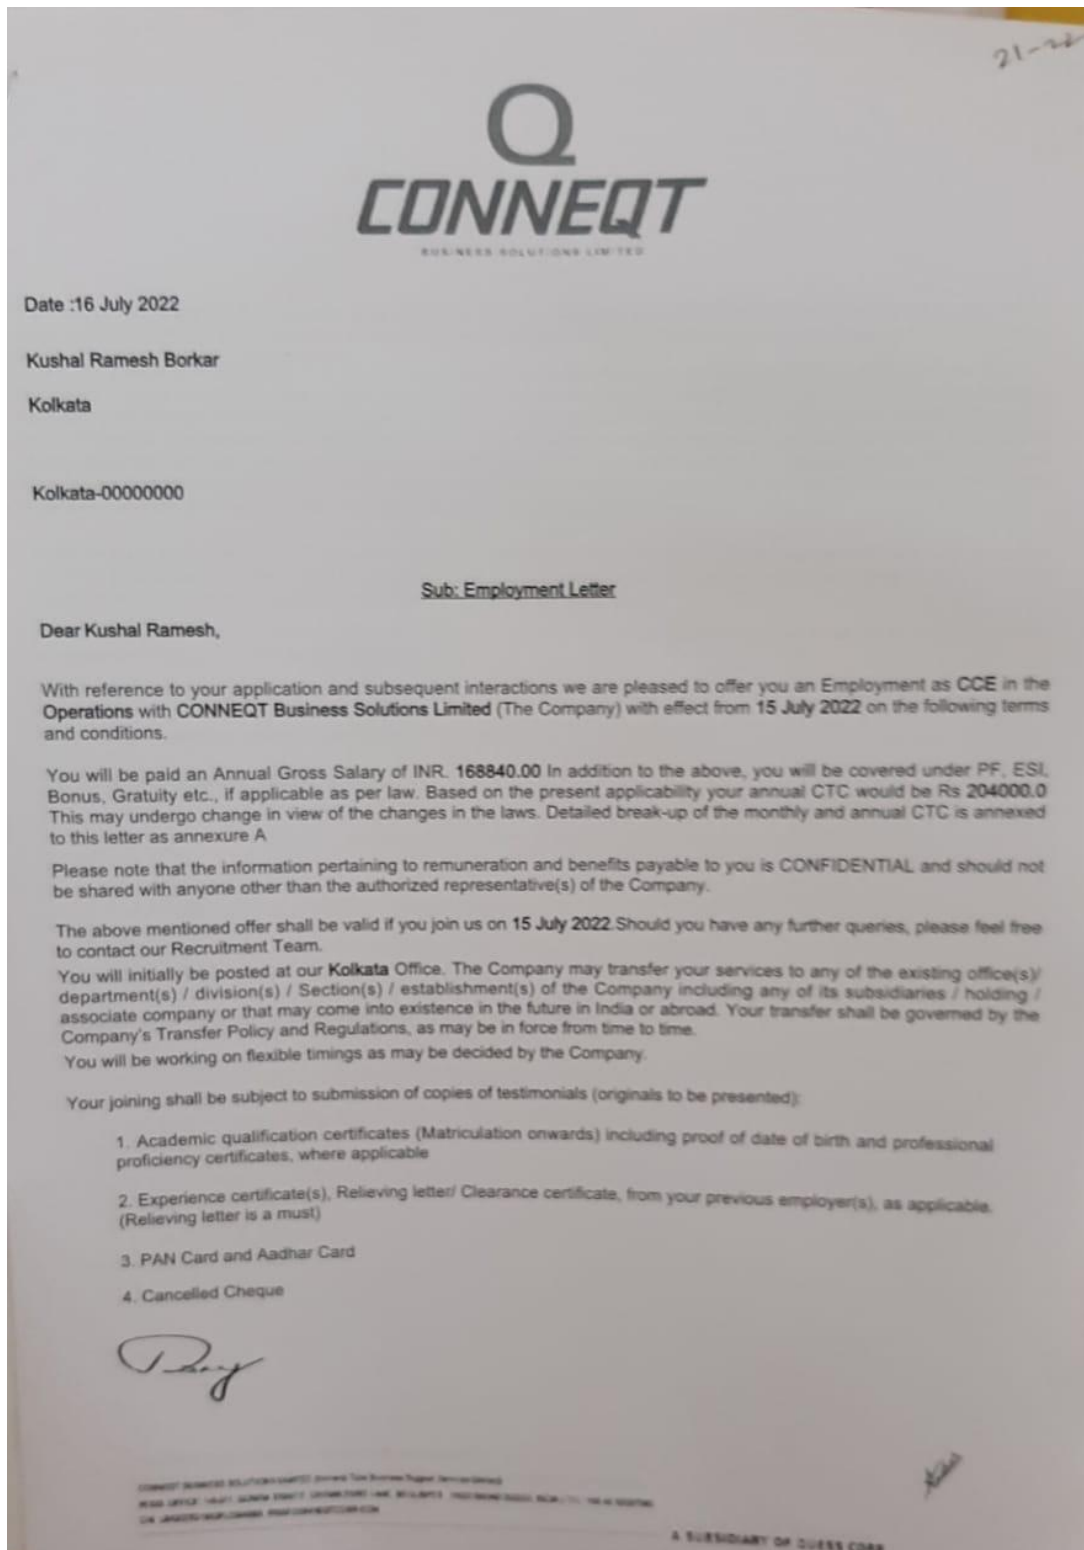 21-22
Q
CONNEQT
BUSINESS SOLUTIONS LIMITED
Date :16 July 2022
Kushal Ramesh Borkar
Kolkata
Kolkata-00000000
Sub: Employment Letter
Dear Kushal Ramesh,
With reference to your application and subsequent interactions we are pleased to offer you an Employment as CCE in the
Operations with CONNEQT Business Solutions Limited (The Company) with effect from 15 July 2022 on the following terms
and conditions.
You will be paid an Annual Gross Salary of INR. 168840.00 In addition to the above, you will be covered under PF, ESI,
Bonus, Gratuity etc., if applicable as per law. Based on the present applicability your annual CTC would be Rs 204000.0
This may undergo change in view of the changes in the laws. Detailed break-up of the monthly and annual CTC is annexed
to this letter as annexure A
Please note that the information pertaining to remuneration and benefits payable to you is CONFIDENTIAL and should not
be shared with anyone other than the authorized representative(s) of the Company.
The above mentioned offer shall be valid if you join us on 15 July 2022.Should you have any further queries, please feel free
to contact our Recruitment Team.
You will initially be posted at our Kolkata Office. The Company may transfer your services to any of the existing office(s)/
department(s) / division(s) / Section(s) / establishment(s) of the Company including any of its subsidiaries / holding /
associate company or that may come into existence in the future in India or abroad. Your transfer shall be governed by the
Company's Transfer Policy and Regulations, as may be in force from time to time.
You will be working on flexible timings as may be decided by the Company.
Your joining shall be subject to submission of copies of testimonials (originals to be presented):
1. Academic qualification certificates (Matriculation onwards) including proof of date of birth and professional
proficiency certificates, where applicable
2. Experience certificate(s), Relieving letter/ Clearance certificate, from your previous employer(s), as applicable.
(Relieving letter is a must)
3. PAN Card and Aadhar Card
4. Cancelled Cheque
CONNEQT BUSINESS SOLUTIONS LIMITED
A SUBSIDIARY OF QUESS CORP